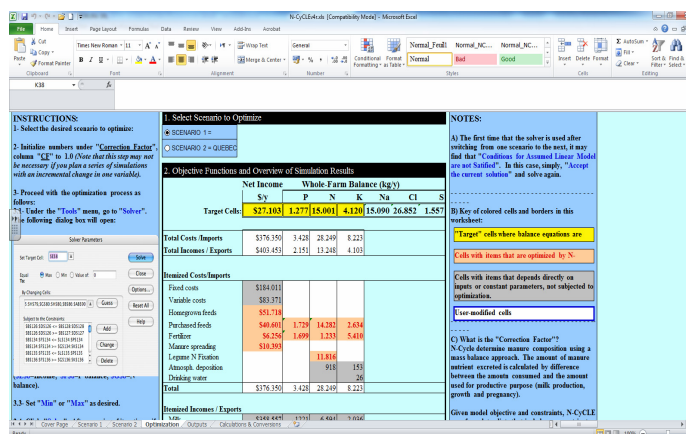 N-CyCLEv4r.xls [Compatibility Mode] - Microsoft Excel
File Home Insert Page Layout Formulas Data Review View Add-Ins Acrobat
Cut
Copy
Format Painter
Paste
Clipboard
Times New Roman 11
B I U
Font
Wrap Text
Merge & Center
Alignment
General
Number
Conditional Formatting
Format as Table
Normal_Feuil1 Normal_NC... Normal_NC...
Normal Bad Good
Styles
Insert Delete Format
Cells
AutoSum
Fill
Clear
Sort & Filter
Find & Select
Editing
K38
INSTRUCTIONS:
1- Select the desired scenario to optimize:
2- Initialize numbers under "Correction Factor",
column "CF" to 1.0 (Note that this step may not
be necessary if you plan a series of simulations
with an incremental change in one variable).
3- Proceed with the optimization process as
follows:
Under the "Tools" menu, go to "Solver".
following dialog box will open:
Solver Parameters
Set Target Cell:
Solve
Equal To:
Max Min Value of: 0
Close
By Changing Cells:
Guess
Options...
Subject to the Constraints:
Reset All
Add
Change
Delete
Help
balance).
3.3- Set "Min" or "Max" as desired.
1. Select Scenario to Optimize
SCENARIO 1 =
SCENARIO 2 = QUEBEC
2. Objective Functions and Overview of Simulation Results
Net Income Whole-Farm Balance (kg/y)
$/y P N K Na Cl S
Target Cells: $27.103 1.277 15.001 4.120 15.090 26.852 1.557
Total Costs /Imports $376.350 3.428 28.249 8.223
Total Incomes / Exports $403.453 2.151 13.248 4.103
Itemized Costs/Imports
Fixed costs $184.011
Variable costs $83.371
Homegrown feeds $51.718
Purchased feeds $40.601 1.729 14.282 2.634
Fertilizer $6.256 1.699 1.233 5.410
Manure spreading $10.393
Legume N Fixation 11.816
Atmosph. deposition 918 153
Drinking water 26
Total $376.350 3.428 28.249 8.223
Itemized Incomes / Exports
NOTES:
A) The first time that the solver is used after
switching from one scenario to the next, it may
find that "Conditions for Assumed Linear Model
are not Satified". In this case, simply, "Accept
the current solution" and solve again.
B) Key of colored cells and borders in this
worksheet:
"Target" cells where balance equations are
Cells with items that are optimized by N-
Cells with items that depends directly on
inputs or constant parameters, not subjected to
optimization.
User-modified cells
C) What is the "Correction Factor"?
N-Cycle determine manure composition using a
mass balance approach. The amount of manure
nutrient excreted is calculated by difference
between the amoutn consumed and the amount
used for productive purpose (milk production,
growth and pregnancy).
Given model objective and constraints, N-CyCLE
Cover Page Scenario 1 Scenario 2 Optimization Outputs Calculations & Conversions
Ready 100%